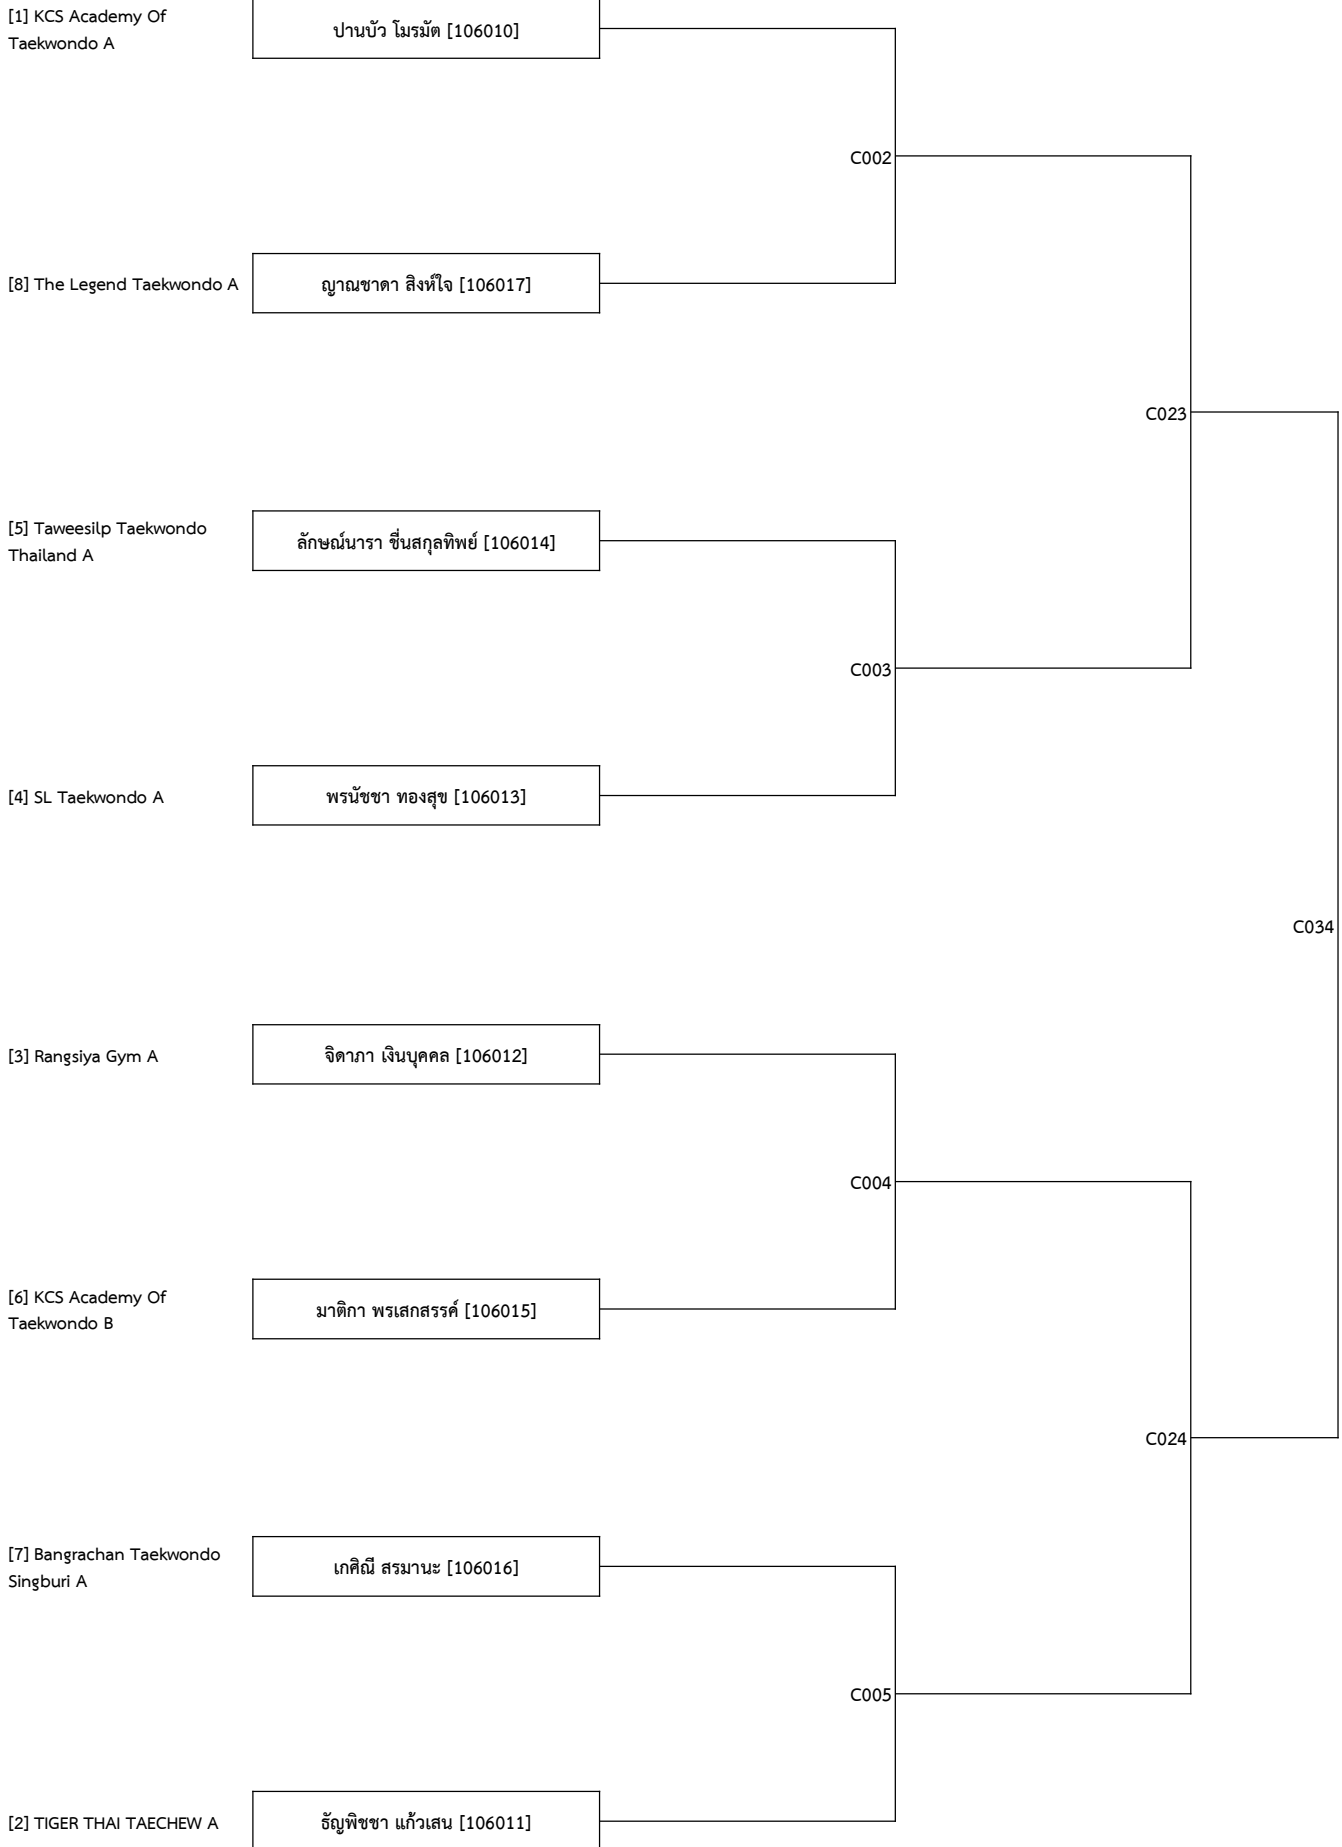 [1] KCS Academy Of
Taekwondo A
ปานบัว โมรมัต [106010]
C002
[8] The Legend Taekwondo A
ญาณชาดา สิงห์ใจ [106017]
C023
[5] Taweesilp Taekwondo
Thailand A
ลักษณ์นารา ชื่นสกุลทิพย์ [106014]
C003
[4] SL Taekwondo A
พรนัชชา ทองสุข [106013]
C034
[3] Rangsiya Gym A
จิดาภา เงินบุคคล [106012]
C004
[6] KCS Academy Of
Taekwondo B
มาติกา พรเสกสรรค์ [106015]
C024
[7] Bangrachan Taekwondo
Singburi A
เกศิณี สรมานะ [106016]
C005
[2] TIGER THAI TAECHEW A
ธัญพิชชา แก้วเสน [106011]